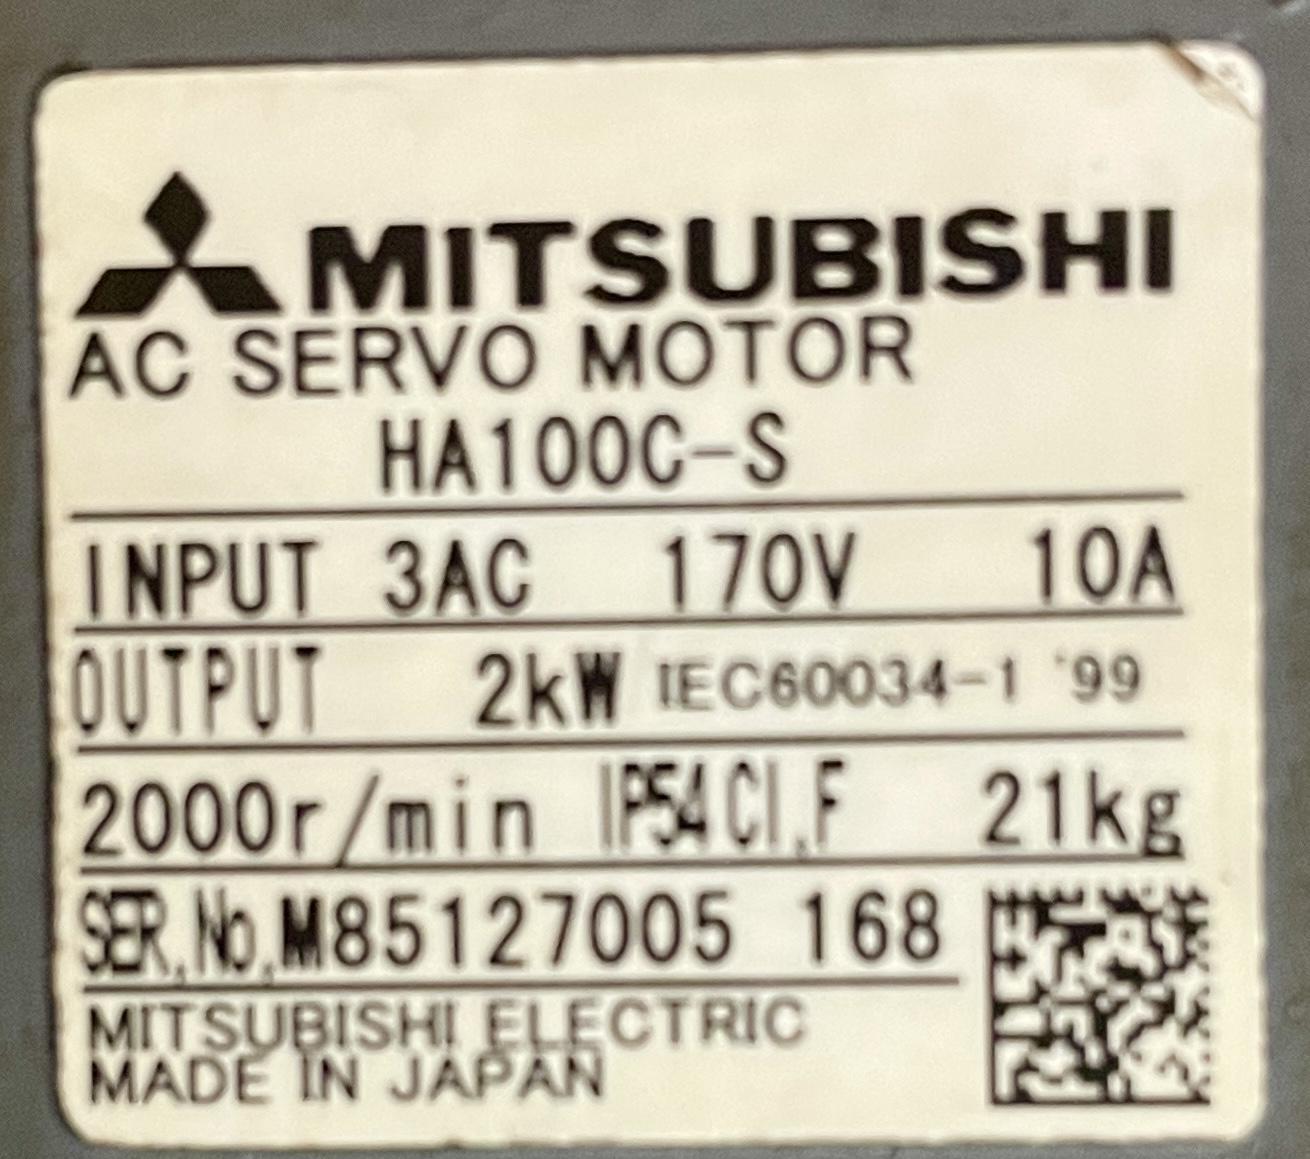 MITSUBISHI
AC SERVO MOTOR
HA100C-S
INPUT 3AC 170V 10A
OUTPUT 2kW IEC60034-1 '99
2000r/min IP54 CI.F 21kg
SER.No.M85127005 168
MITSUBISHI ELECTRIC
MADE IN JAPAN